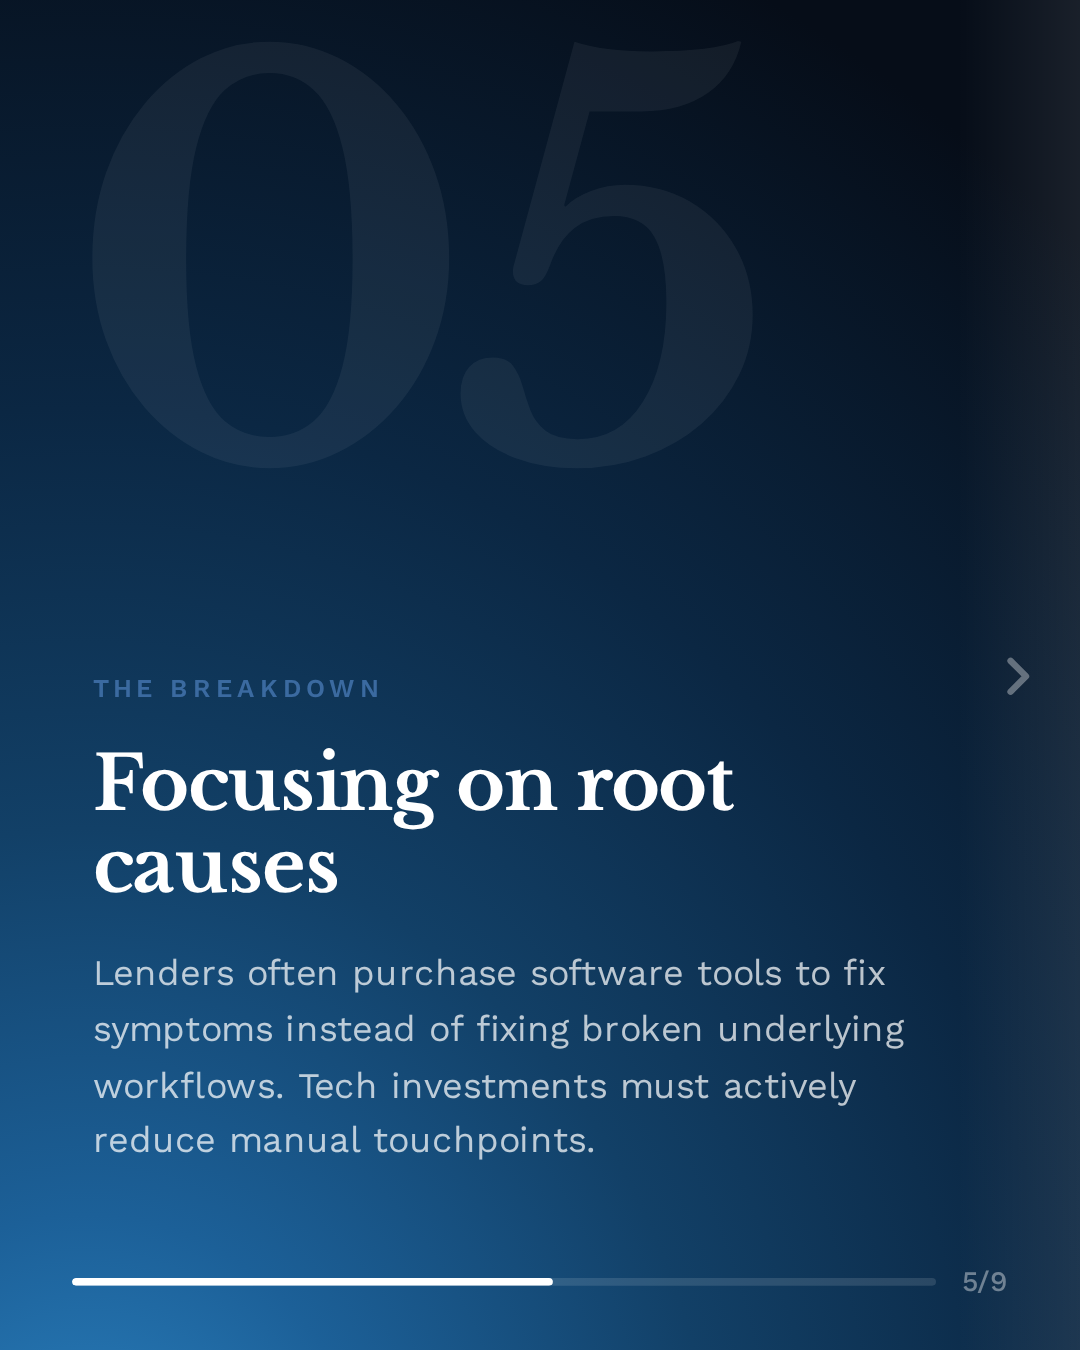 05
THE BREAKDOWN
Focusing on root
causes
Lenders often purchase software tools to fix
symptoms instead of fixing broken underlying
workflows. Tech investments must actively
reduce manual touchpoints.
5/9